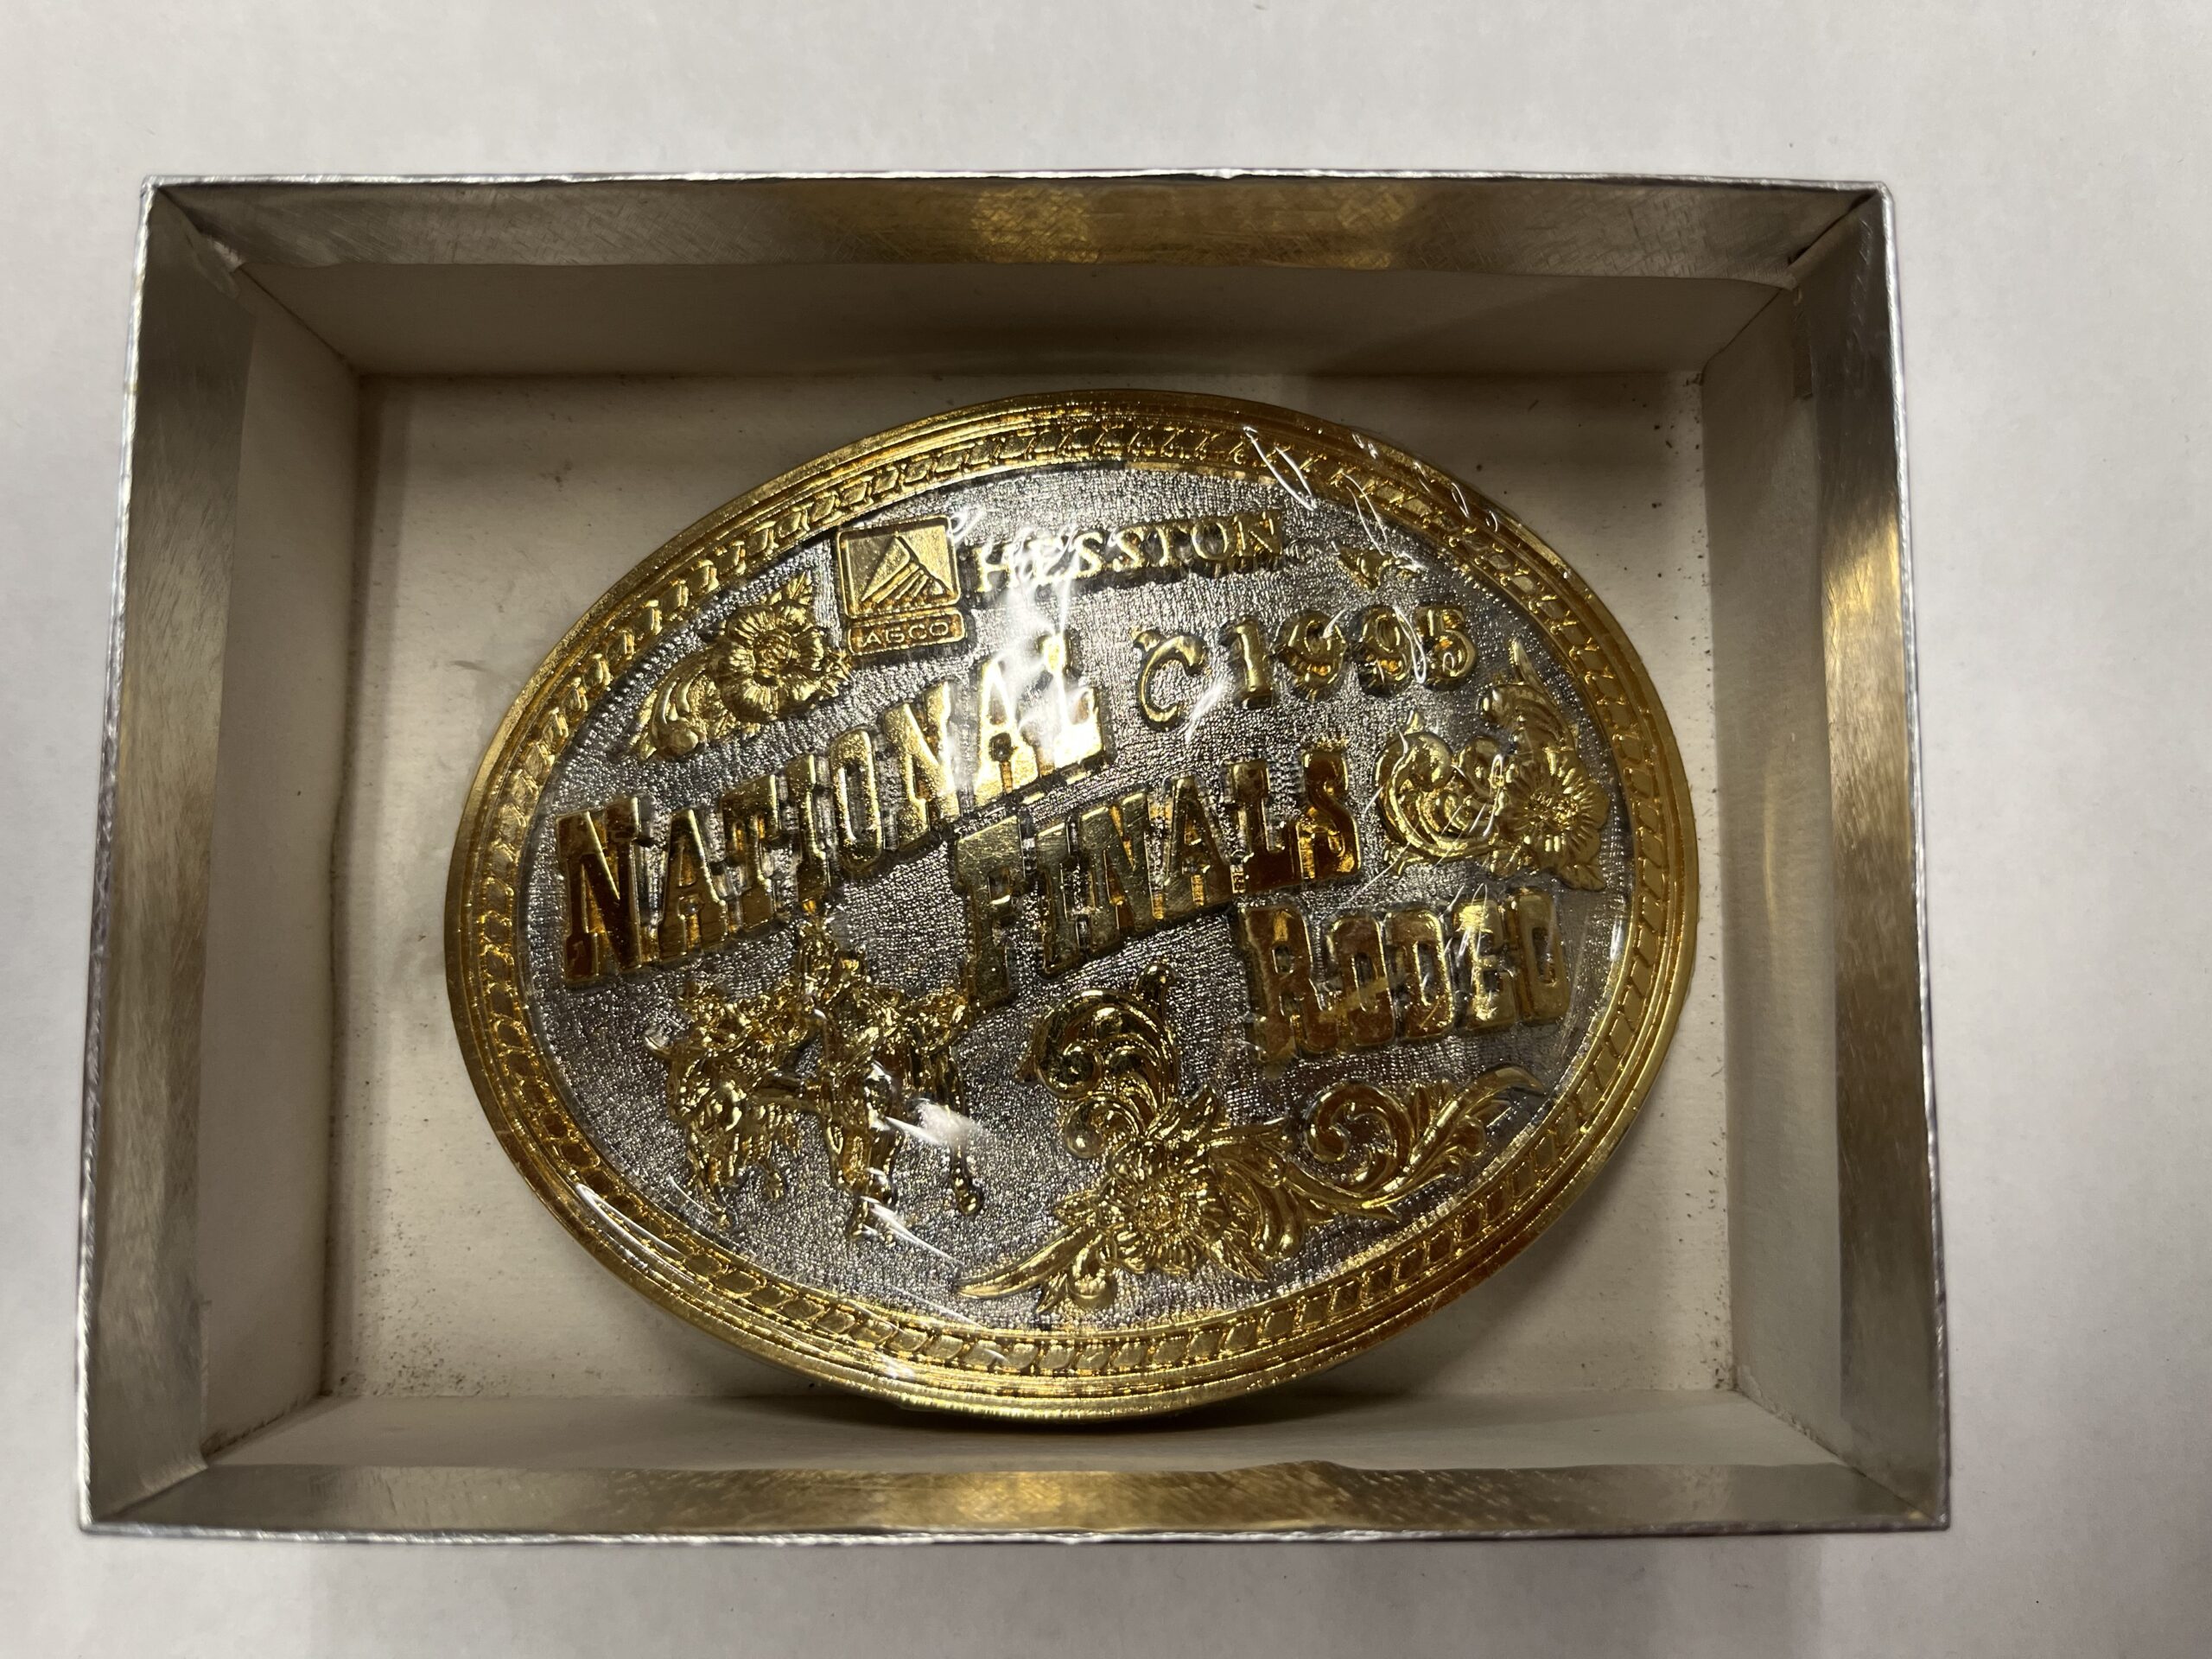 HESSTON
AGCO
1995
NATIONAL
FINALS
RODEO